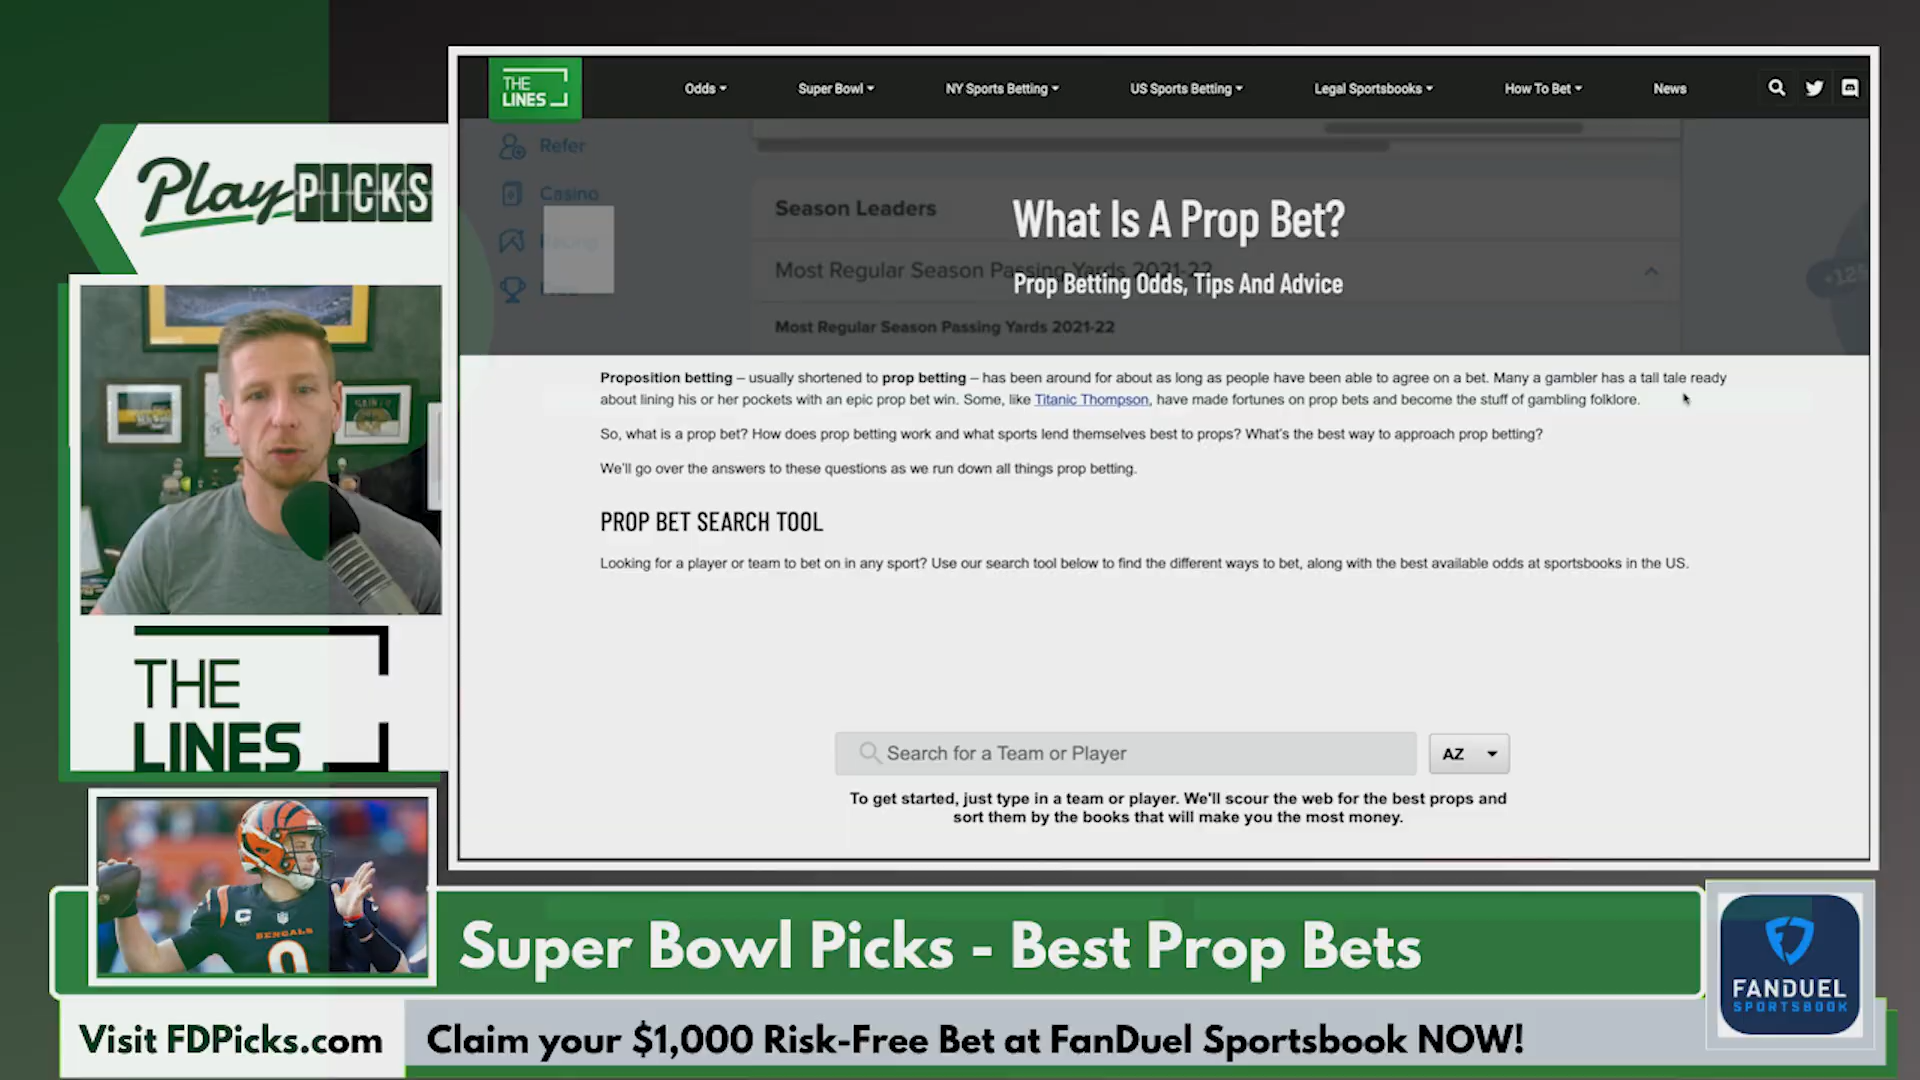 THE
LINES
Odds
Super Bowl
NY Sports Betting
US Sports Betting
Legal Sportsbooks
How To Bet
News
Refer
Casino
Season Leaders
Most Regular Season Passing Yards 2021-22
Most Regular Season Passing Yards 2021-22
What Is A Prop Bet?
Prop Betting Odds, Tips And Advice
Proposition betting – usually shortened to prop betting – has been around for about as long as people have been able to agree on a bet. Many a gambler has a tall tale ready
about lining his or her pockets with an epic prop bet win. Some, like Titanic Thompson, have made fortunes on prop bets and become the stuff of gambling folklore.
So, what is a prop bet? How does prop betting work and what sports lend themselves best to props? What's the best way to approach prop betting?
We'll go over the answers to these questions as we run down all things prop betting.
PROP BET SEARCH TOOL
Looking for a player or team to bet on in any sport? Use our search tool below to find the different ways to bet, along with the best available odds at sportsbooks in the US.
Search for a Team or Player
AZ
To get started, just type in a team or player. We'll scour the web for the best props and
sort them by the books that will make you the most money.
Play PICKS
THE
LINES
C
BENGALS
Super Bowl Picks - Best Prop Bets
FANDUEL
SPORTSBOOK
Visit FDPicks.com
Claim your $1,000 Risk-Free Bet at FanDuel Sportsbook NOW!